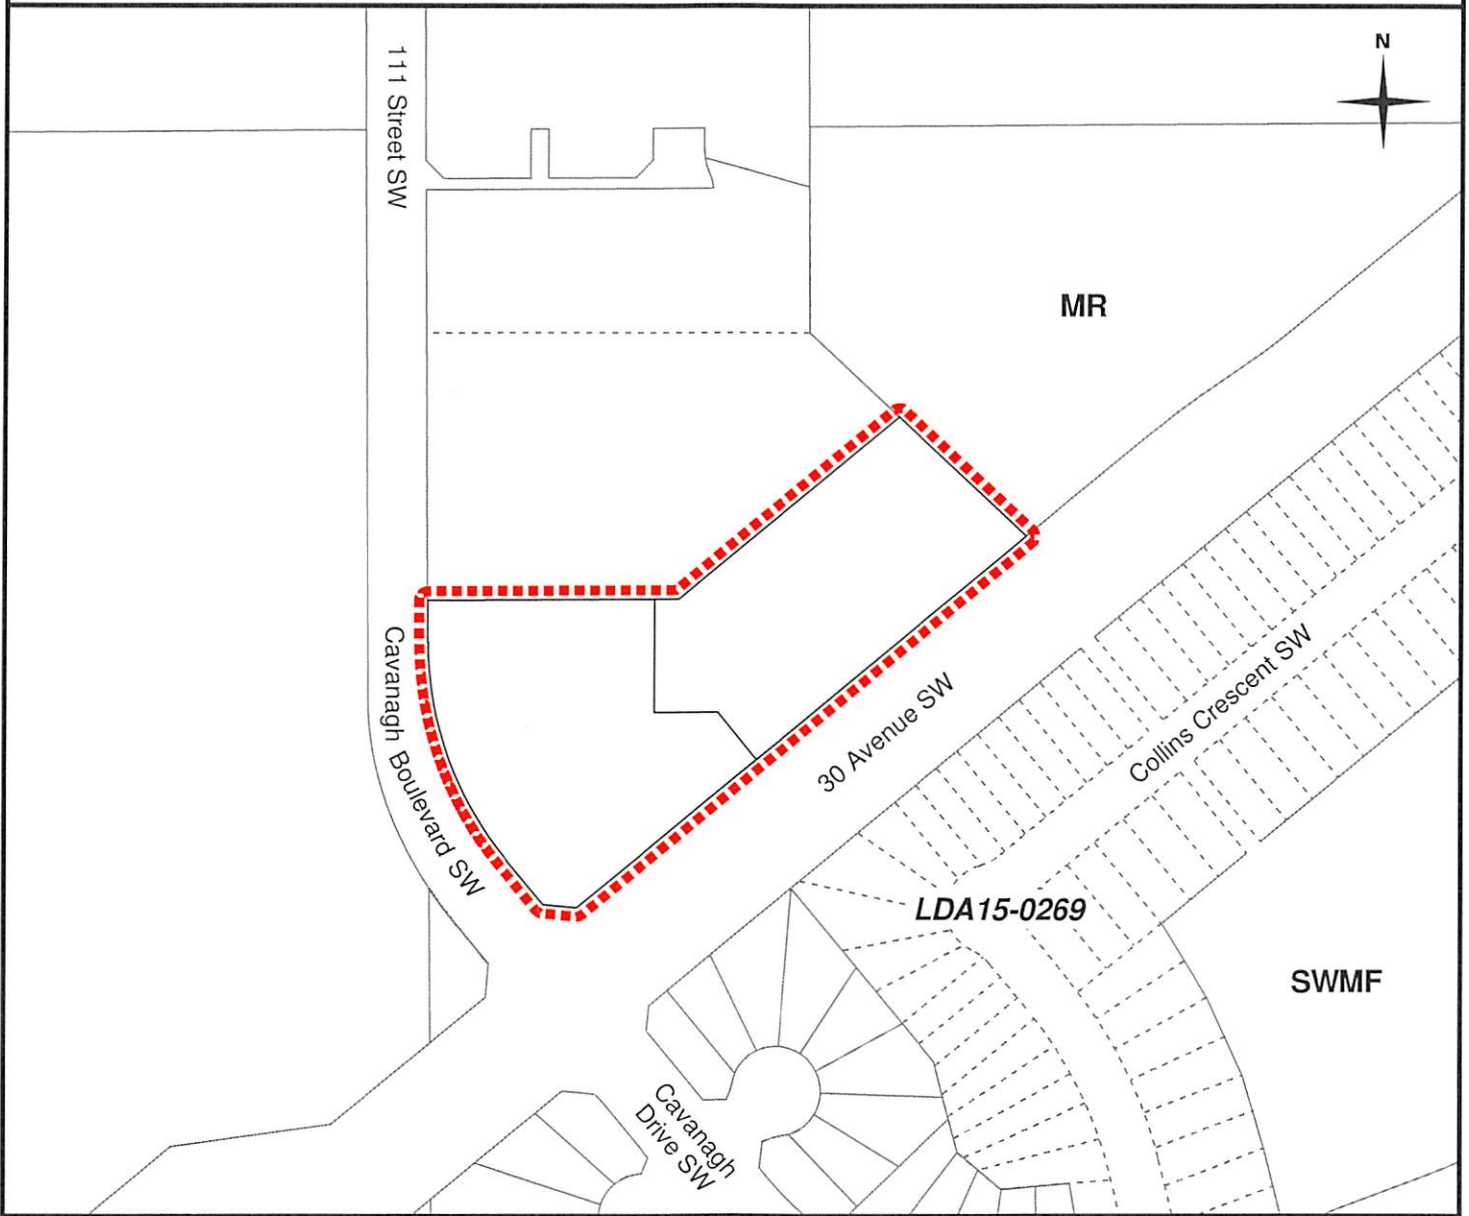 N
111 Street SW
MR
Cavanagh Boulevard SW
30 Avenue SW
Collins Crescent SW
LDA15-0269
SWMF
Cavanagh
Drive SW